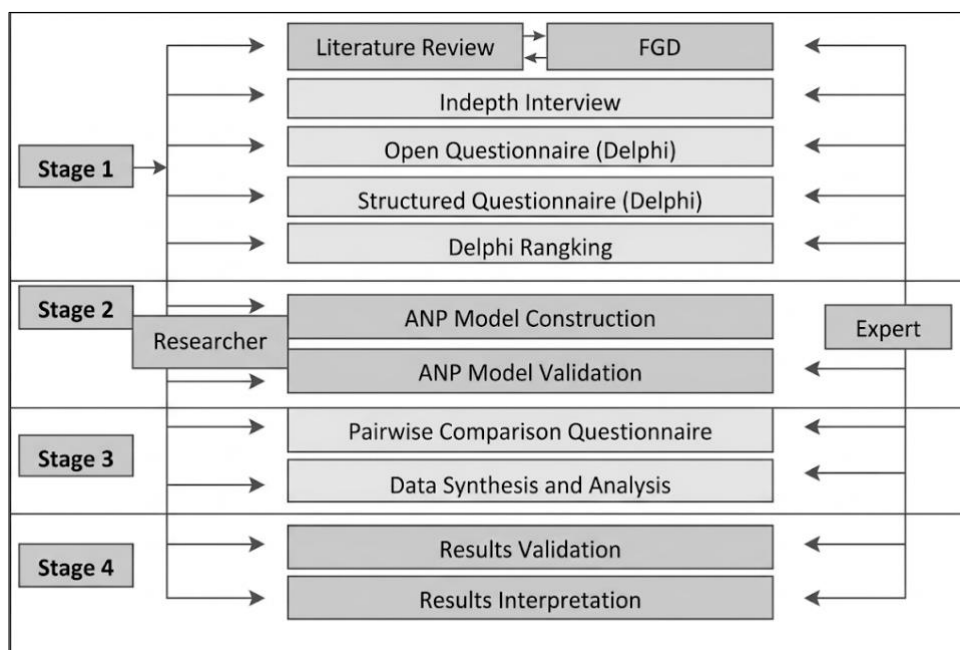 Literature Review
FGD
Indepth Interview
Open Questionnaire (Delphi)
Stage 1
Structured Questionnaire (Delphi)
Delphi Rangking
Stage 2
ANP Model Construction
Researcher
Expert
ANP Model Validation
Pairwise Comparison Questionnaire
Stage 3
Data Synthesis and Analysis
Results Validation
Stage 4
Results Interpretation